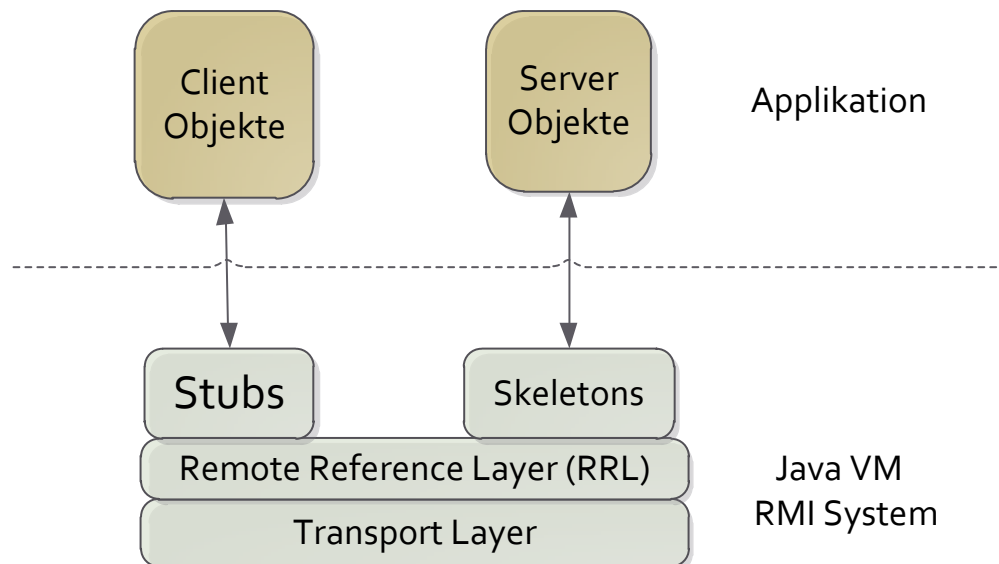 Client
Objekte
Server
Objekte
Applikation
Stubs
Skeletons
Remote Reference Layer (RRL)
Transport Layer
Java VM
RMI System